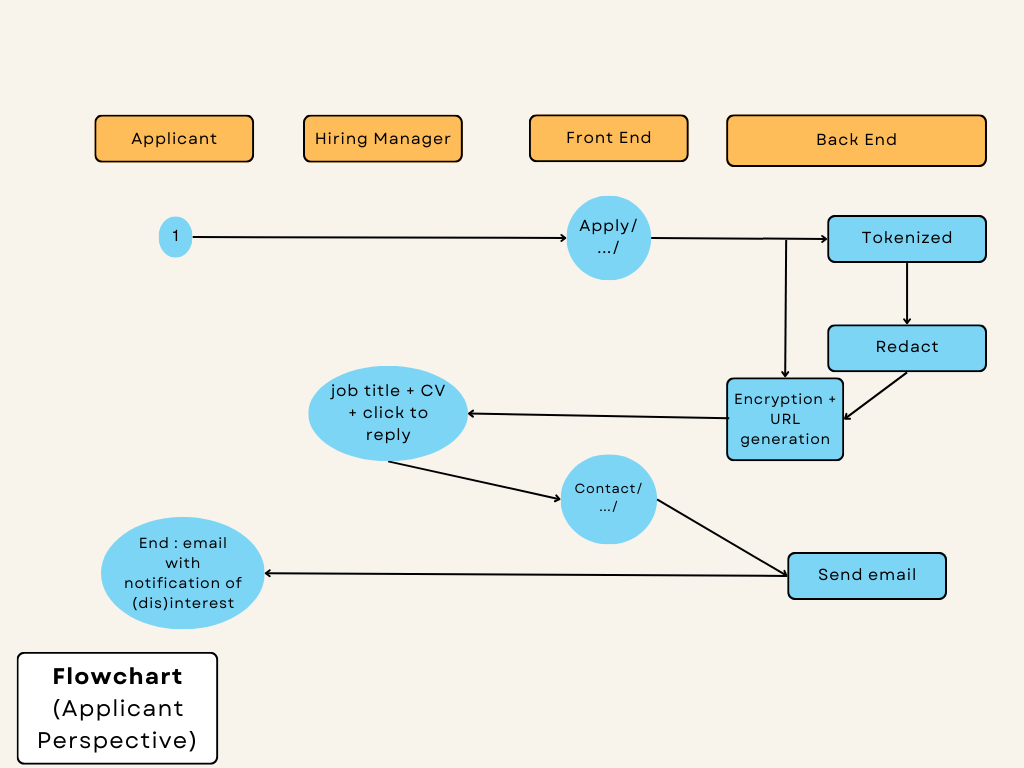 Applicant
Hiring Manager
Front End
Back End
1
Apply/
.../
Tokenized
Redact
job title + CV
+ click to
reply
Encryption +
URL
generation
Contact/
.../
End : email
with
notification of
(dis)interest
Send email
Flowchart
(Applicant
Perspective)